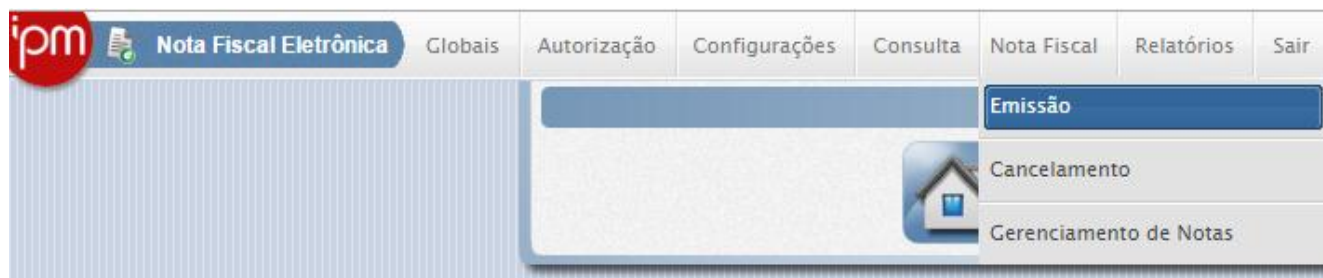 ipm Nota Fiscal Eletrônica Globais Autorização Configurações Consulta Nota Fiscal Relatórios Sair
Emissão
Cancelamento
Gerenciamento de Notas